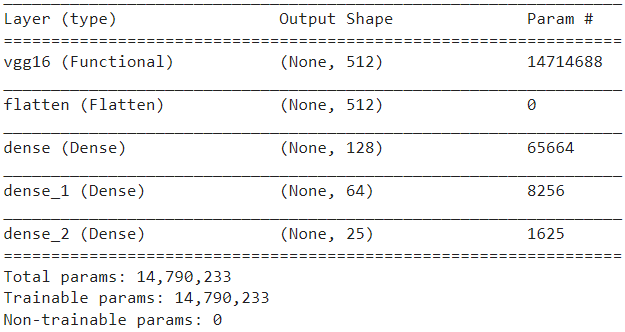 Layer (type) Output Shape Param #
vgg16 (Functional) (None, 512) 14714688
flatten (Flatten) (None, 512) 0
dense (Dense) (None, 128) 65664
dense_1 (Dense) (None, 64) 8256
dense_2 (Dense) (None, 25) 1625
Total params: 14,790,233
Trainable params: 14,790,233
Non-trainable params: 0